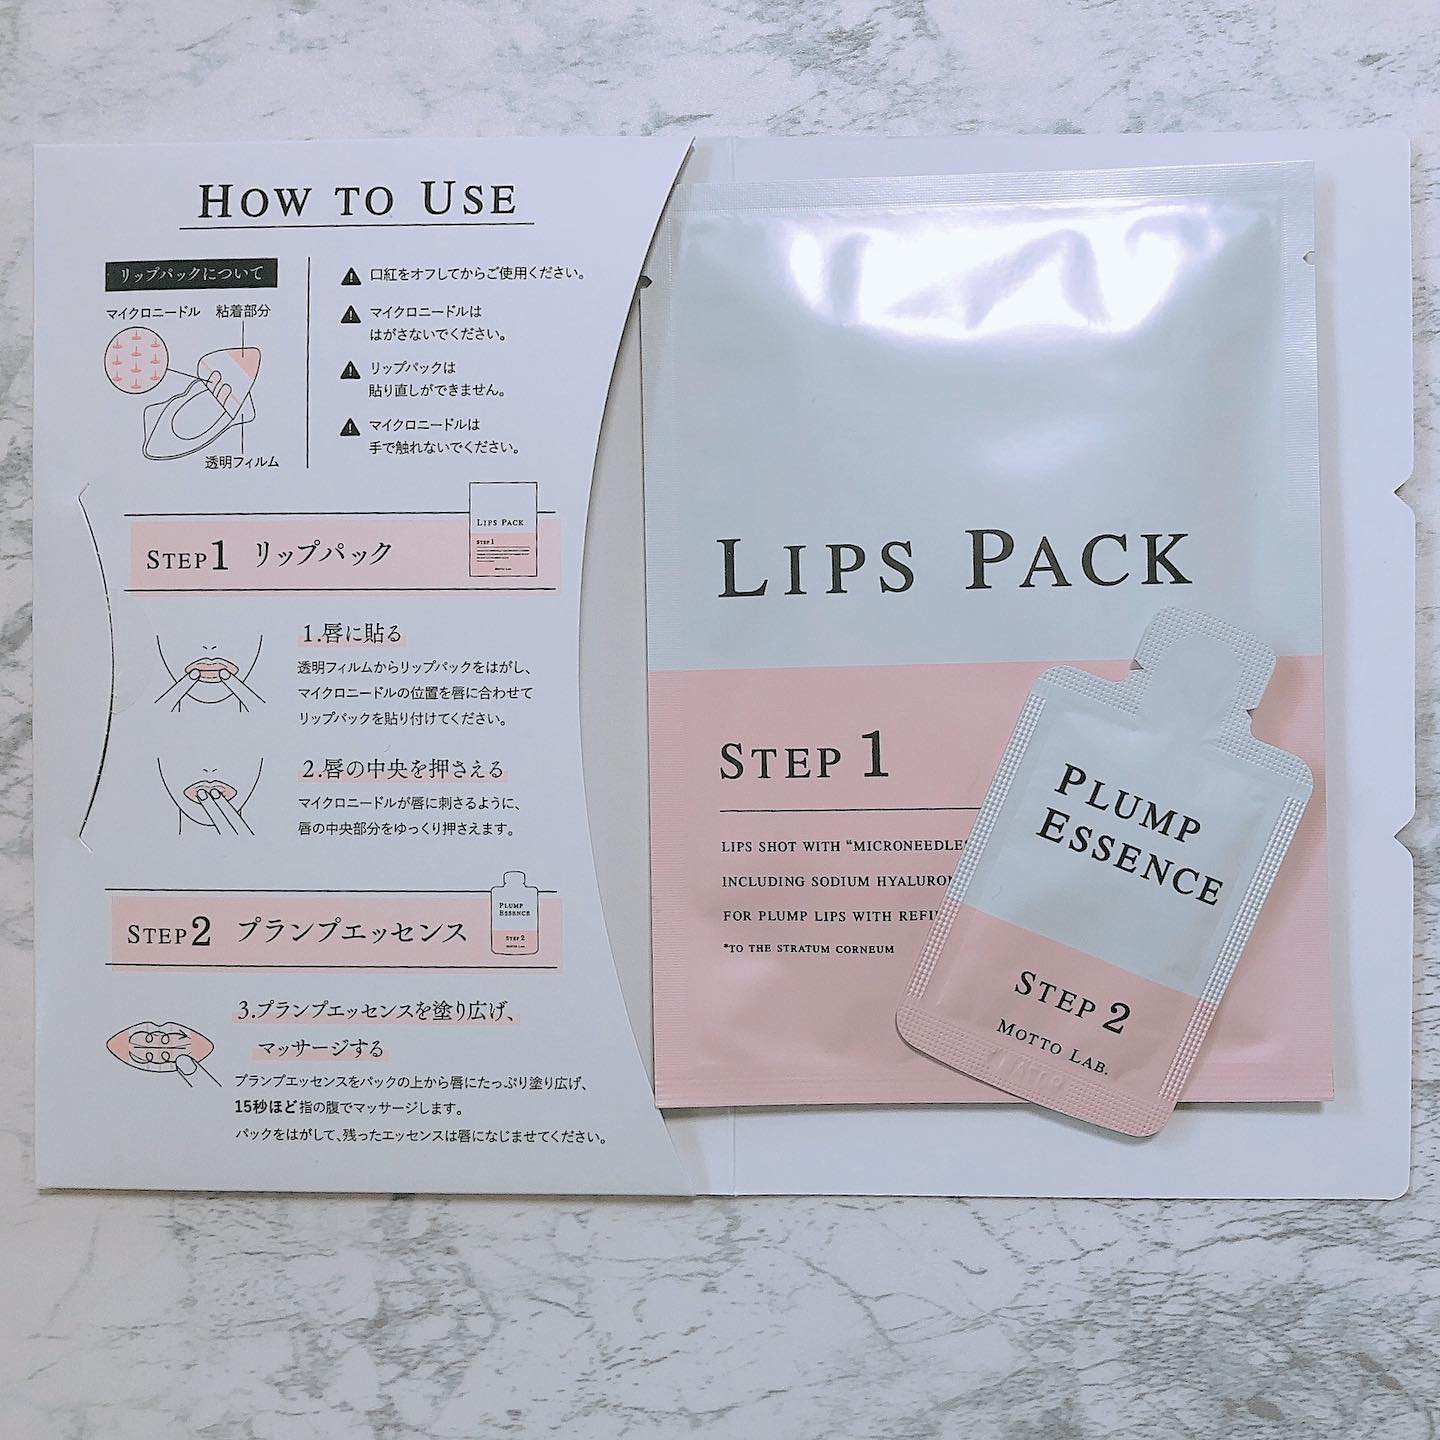 HOW TO USE
リップパックについて
マイクロニードル
粘着部分
透明フィルム
口紅をオフしてからご使用ください。
マイクロニードルは
はがさないでください。
リップパックは
貼り直しができません。
マイクロニードルは
手で触れないでください。
STEP1 リップパック
LIPS PACK
STEP 1
1.唇に貼る
透明フィルムからリップパックをはがし、
マイクロニードルの位置を唇に合わせて
リップパックを貼り付けてください。
2.唇の中央を押さえる
マイクロニードルが唇に刺さるように、
唇の中央部分をゆっくり押さえます。
STEP2 プランプエッセンス
PLUMP
ESSENCE
STEP 2
3.プランプエッセンスを塗り広げ、
マッサージする
プランプエッセンスをパックの上から唇にたっぷり塗り広げ、
15秒ほど指の腹でマッサージします。
パックをはがして、残ったエッセンスは唇になじませてください。
LIPS PACK
STEP 1
LIPS SHOT WITH "MICRONEEDLE
INCLUDING SODIUM HYALURON
FOR PLUMP LIPS WITH
*TO THE STRATUM CORNEUM
PLUMP
ESSENCE
STEP 2
MOTTO LAB.